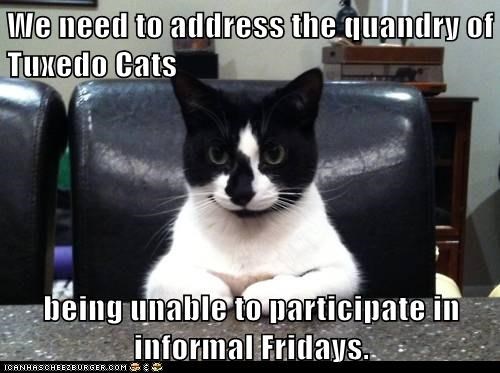 We need to address the quandry of
Tuxedo Cats
being unable to participate in
informal Fridays.
ICANHASCHEEZBURGER.COM